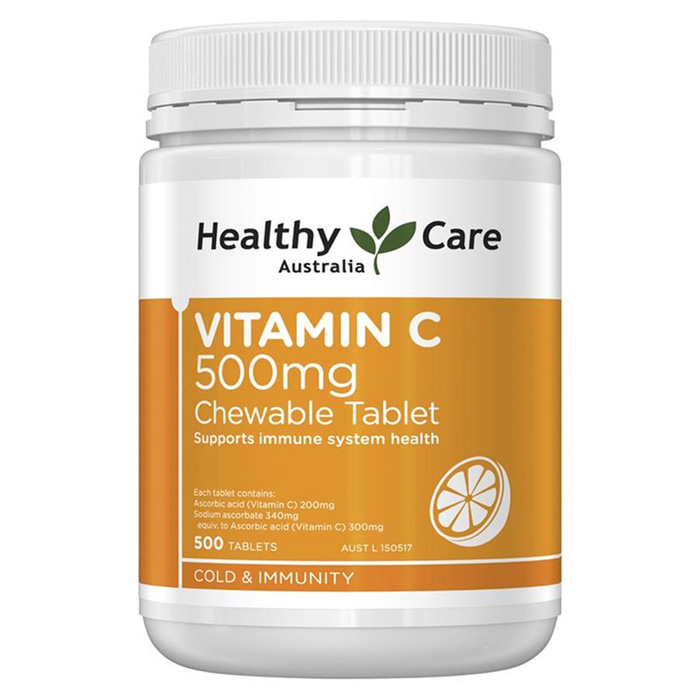 Healthy Care
Australia
VITAMIN C
500mg
Chewable Tablet
Supports immune system health
Each tablet contains:
Ascorbic acid (Vitamin C) 200mg
Sodium ascorbate 340mg
equiv. to Ascorbic acid (Vitamin C) 300mg
500 TABLETS AUST L 150517
COLD & IMMUNITY